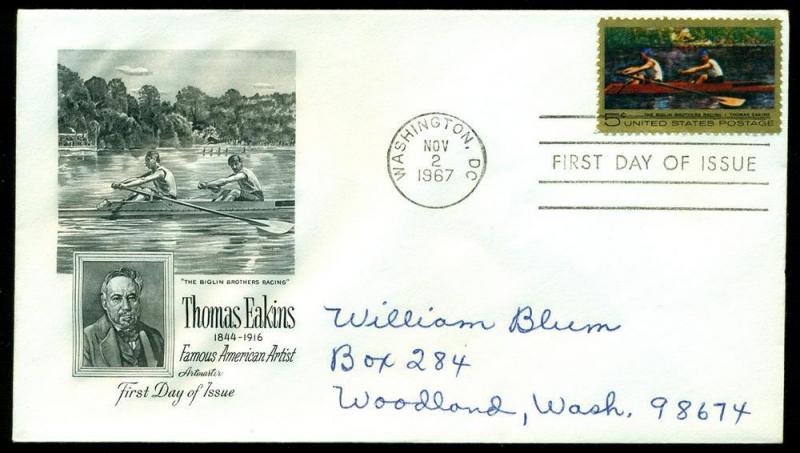 5¢ THE BIGLIN BROTHERS RACING • THOMAS EAKINS
UNITED STATES POSTAGE
WASHINGTON, DC
NOV
2
1967
FIRST DAY OF ISSUE
"THE BIGLIN BROTHERS RACING"
Thomas Eakins
1844-1916
Famous American Artist
Artmaster
First Day of Issue
William Blum
Box 284
Woodland, Wash. 98674